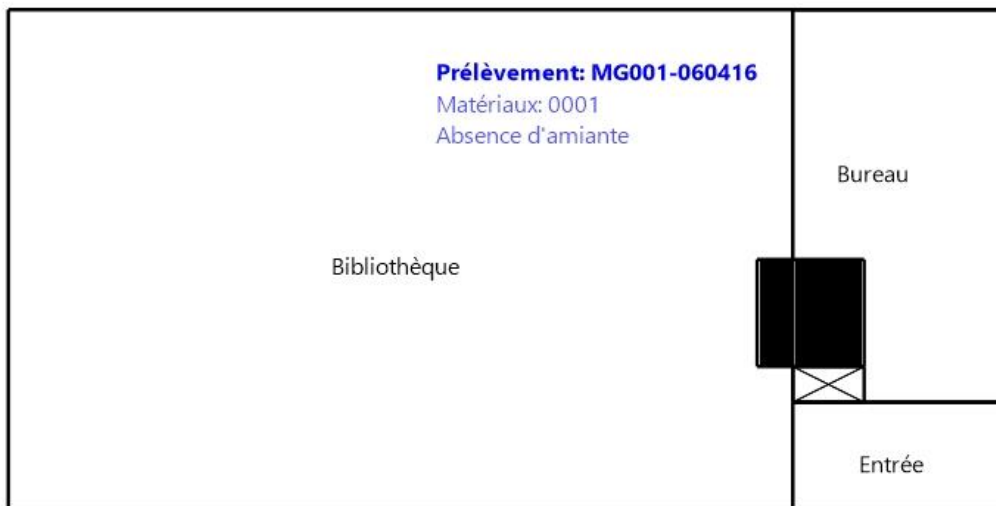 Prélèvement: MG001-060416
Matériaux: 0001
Absence d'amiante
Bureau
Bibliothèque
Entrée